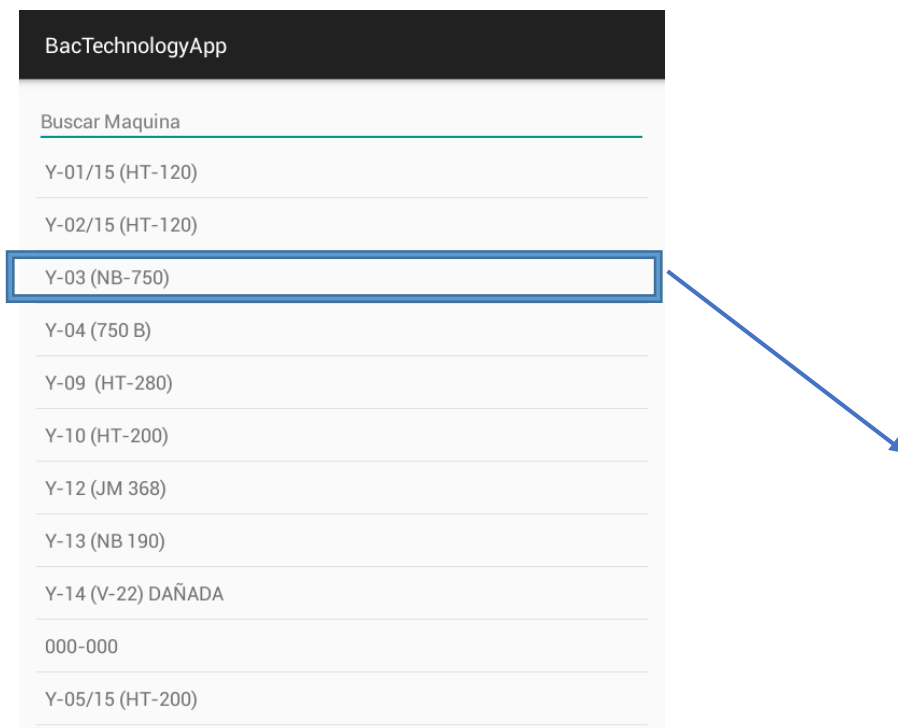 BacTechnologyApp
Buscar Maquina
Y-01/15 (HT-120)
Y-02/15 (HT-120)
Y-03 (NB-750)
Y-04 (750 B)
Y-09  (HT-280)
Y-10 (HT-200)
Y-12 (JM 368)
Y-13 (NB 190)
Y-14 (V-22) DAÑADA
000-000
Y-05/15 (HT-200)